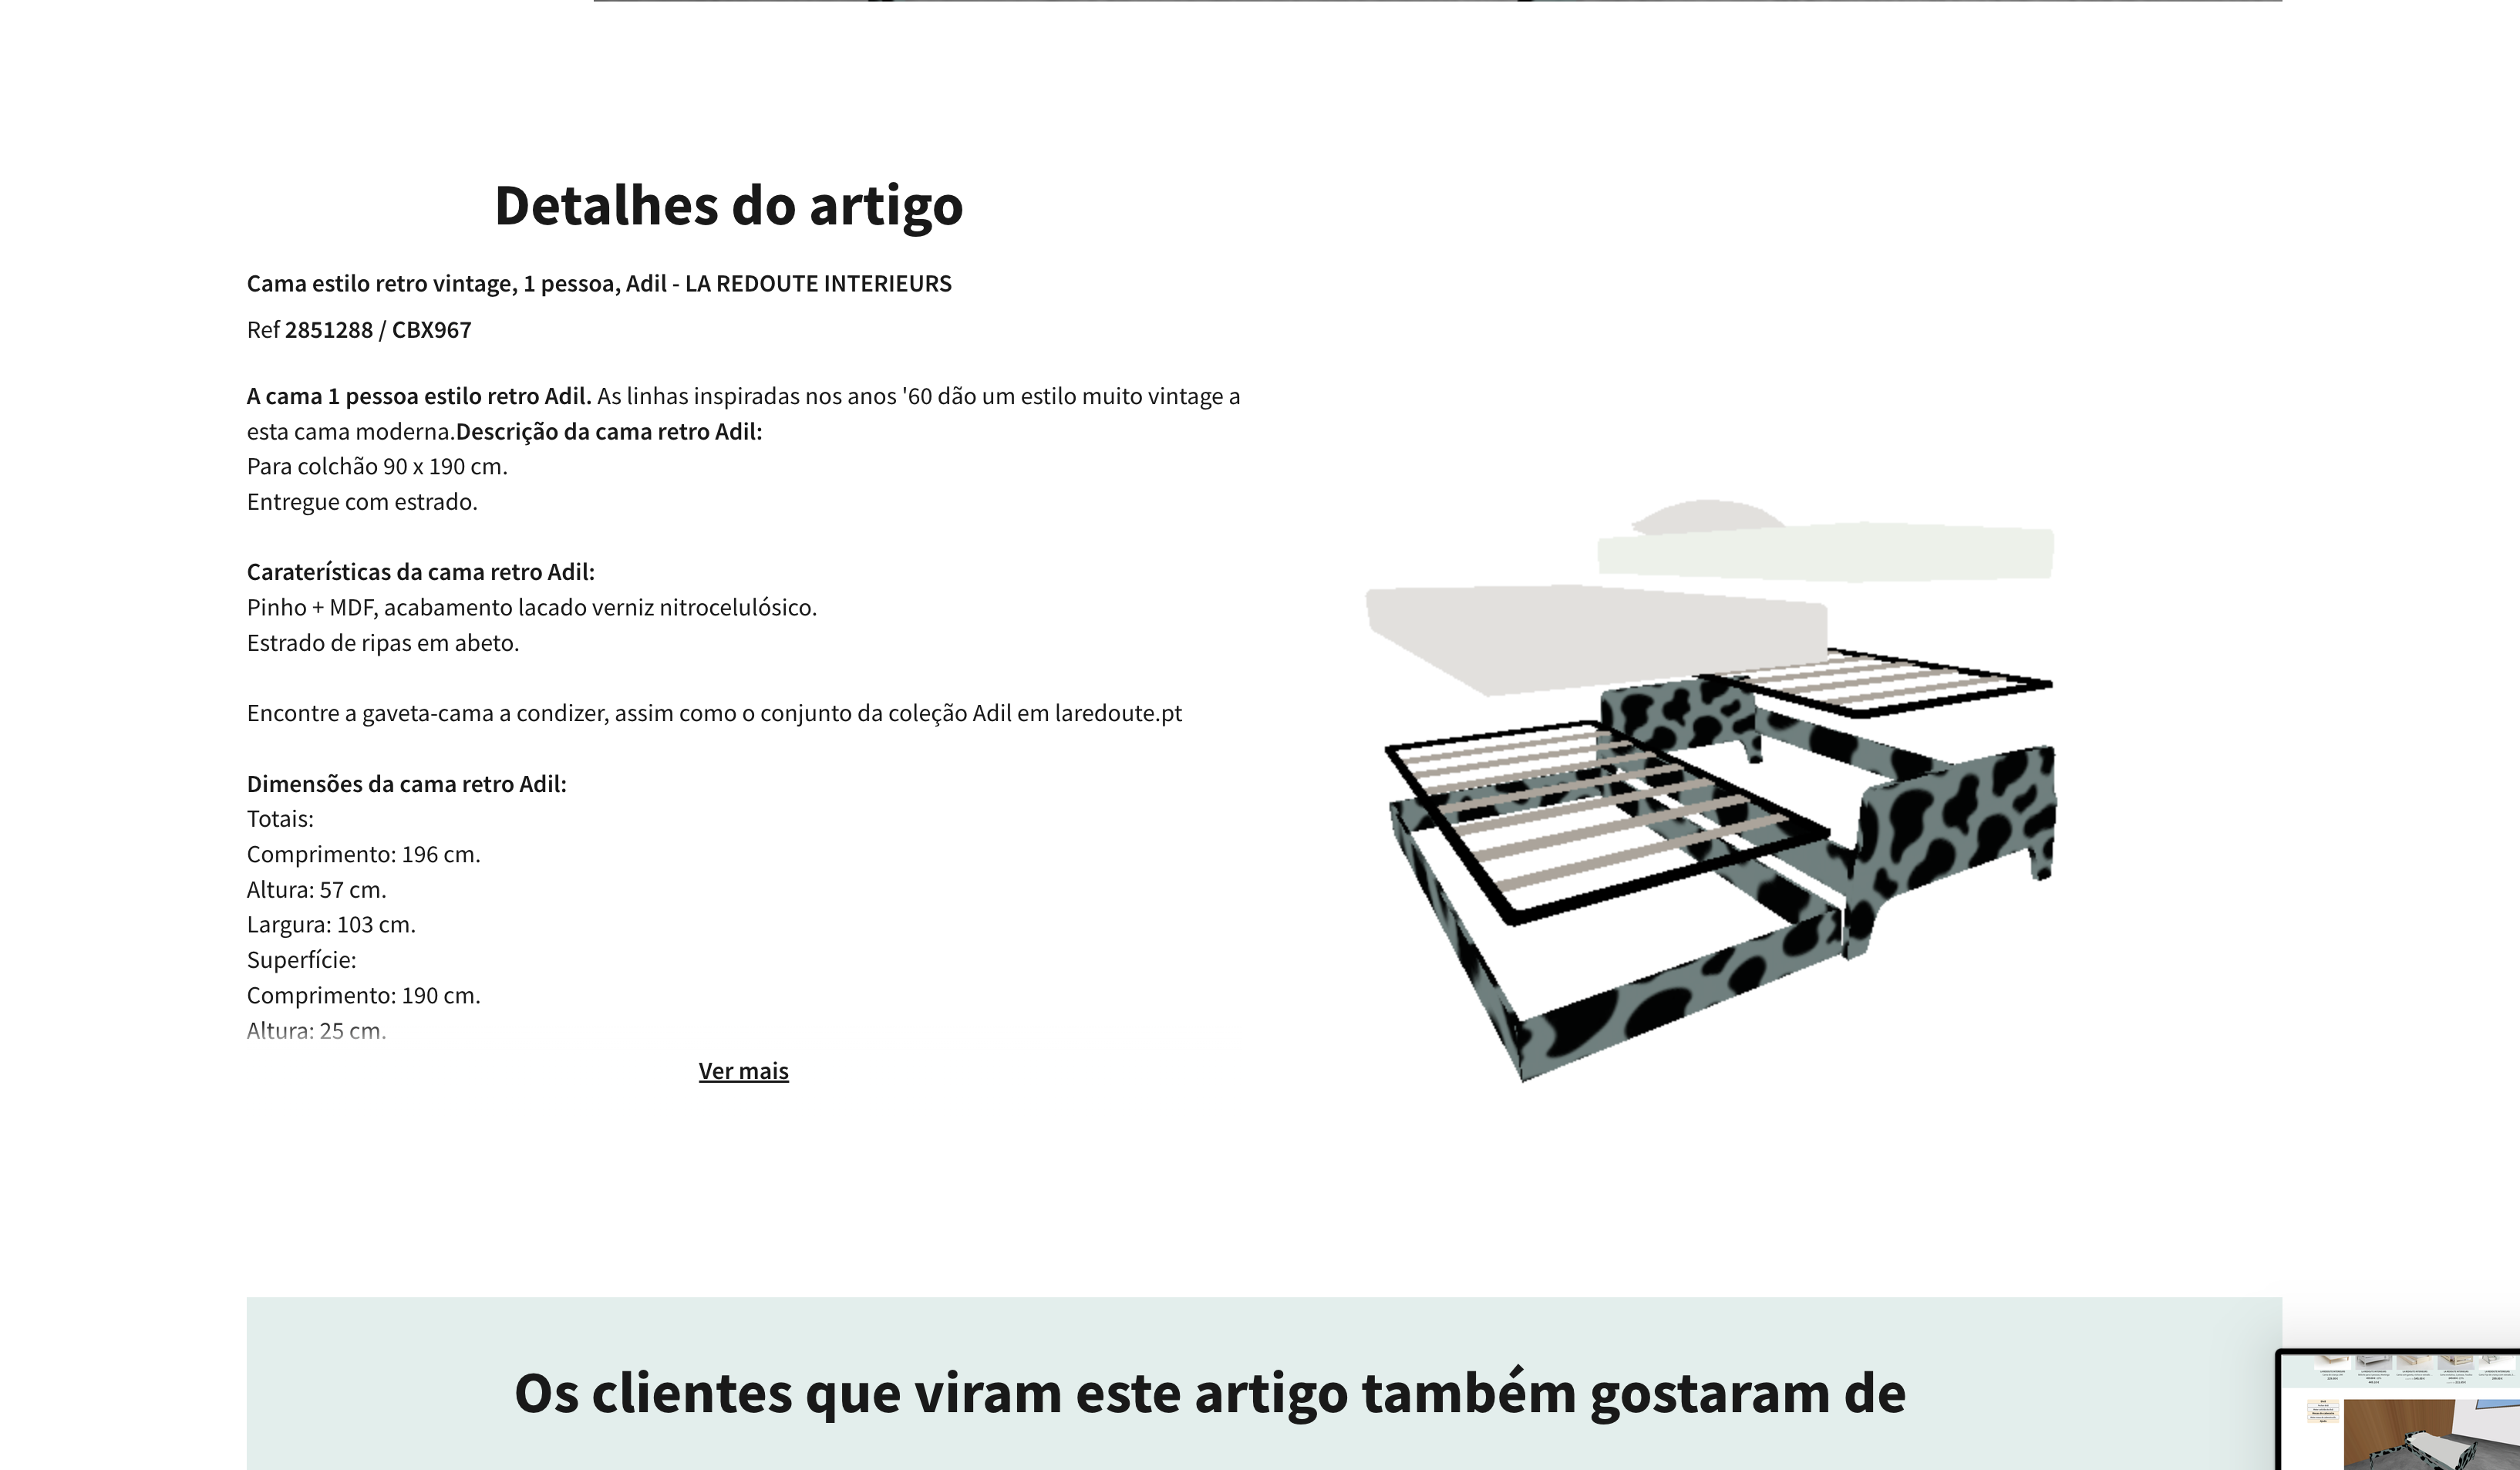 Detalhes do artigo
Cama estilo retro vintage, 1 pessoa, Adil - LA REDOUTE INTERIEURS
Ref 2851288 / CBX967
A cama 1 pessoa estilo retro Adil. As linhas inspiradas nos anos '60 dão um estilo muito vintage a
esta cama moderna.Descrição da cama retro Adil:
Para colchão 90 x 190 cm.
Entregue com estrado.
Caraterísticas da cama retro Adil:
Pinho + MDF, acabamento lacado verniz nitrocelulósico.
Estrado de ripas em abeto.
Encontre a gaveta-cama a condizer, assim como o conjunto da coleção Adil em laredoute.pt
Dimensões da cama retro Adil:
Totais:
Comprimento: 196 cm.
Altura: 57 cm.
Largura: 103 cm.
Superfície:
Comprimento: 190 cm.
Altura: 25 cm.
Ver mais
Os clientes que viram este artigo também gostaram de